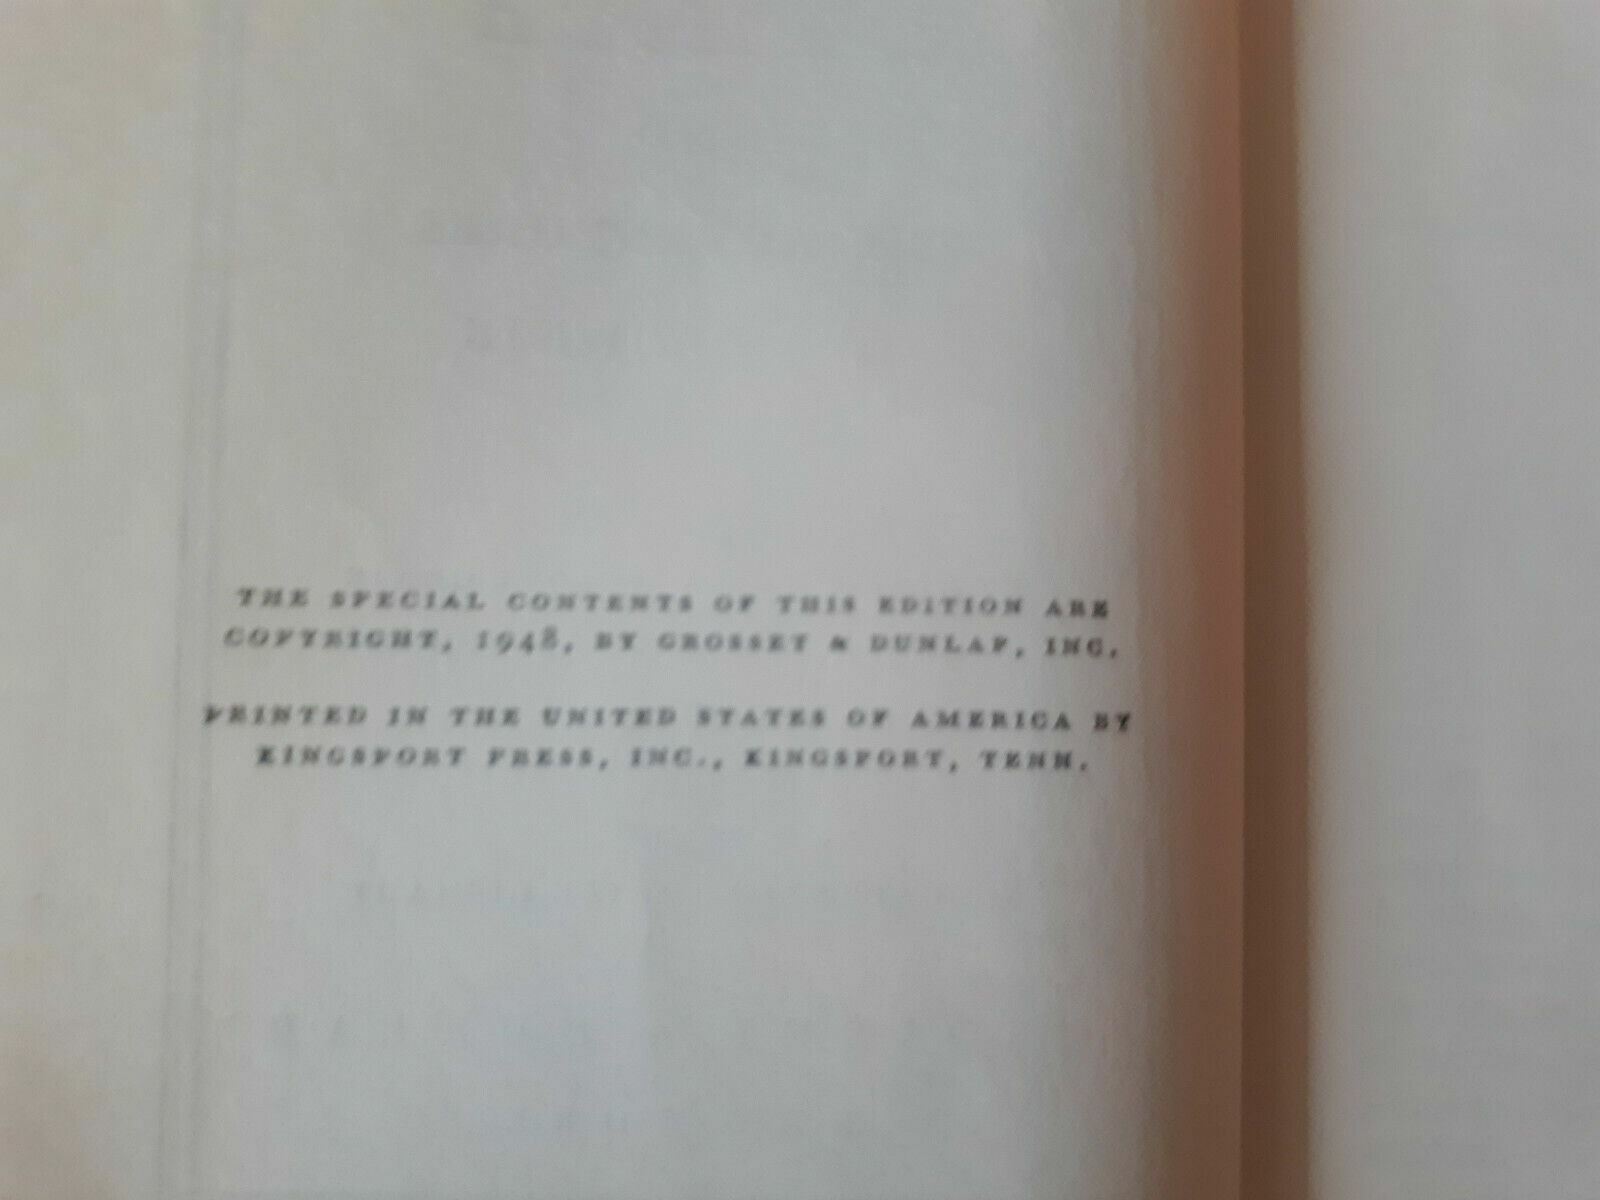 THE SPECIAL CONTENTS OF THIS EDITION ARE
COPYRIGHT, 1948, BY GROSSET & DUNLAP, INC.
PRINTED IN THE UNITED STATES OF AMERICA BY
KINGSPORT PRESS, INC., KINGSPORT, TENN.